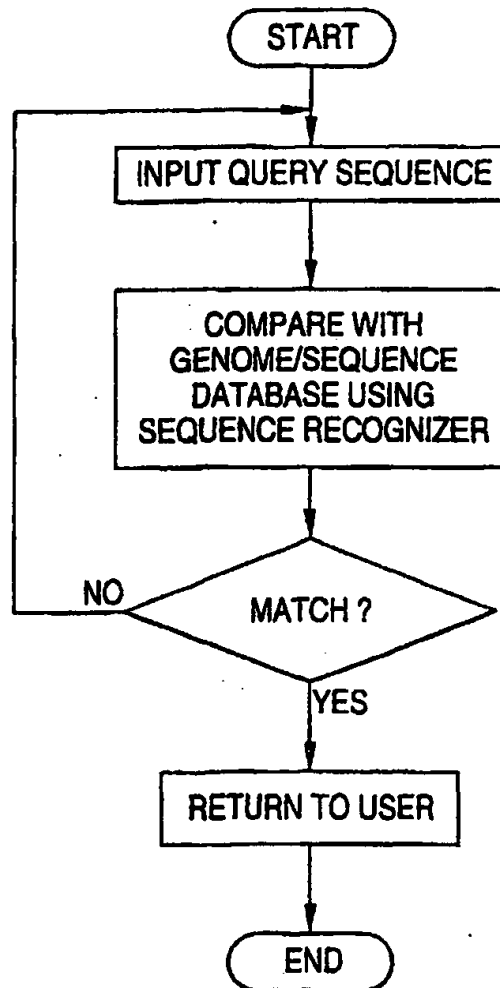 START
INPUT QUERY SEQUENCE
COMPARE WITH
GENOME/SEQUENCE
DATABASE USING
SEQUENCE RECOGNIZER
NO
MATCH ?
YES
RETURN TO USER
END